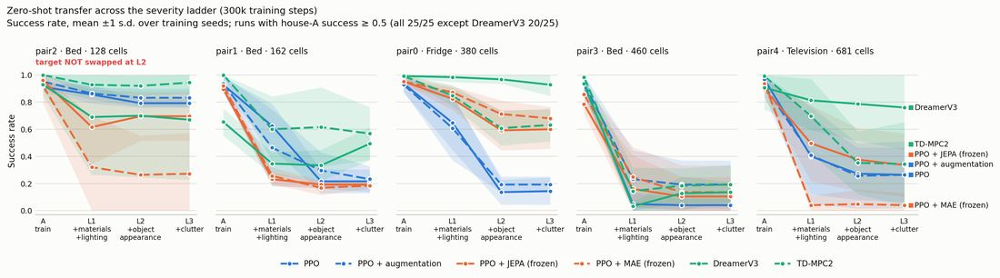 Zero-shot transfer across the severity ladder (300k training steps)
Success rate, mean ±1 s.d. over training seeds; runs with house-A success ≥ 0.5 (all 25/25 except DreamerV3 20/25)
pair2 · Bed · 128 cells
target NOT swapped at L2
pair1 · Bed · 162 cells
pair0 · Fridge · 380 cells
pair3 · Bed · 460 cells
pair4 · Television · 681 cells
Success rate
1.0
0.8
0.6
0.4
0.2
0.0
A
train
L1
+materials
+lighting
L2
+object
appearance
L3
+clutter
A
train
L1
+materials
+lighting
L2
+object
appearance
L3
+clutter
A
train
L1
+materials
+lighting
L2
+object
appearance
L3
+clutter
A
train
L1
+materials
+lighting
L2
+object
appearance
L3
+clutter
A
train
L1
+materials
+lighting
L2
+object
appearance
L3
+clutter
DreamerV3
TD-MPC2
PPO + JEPA (frozen)
PPO + augmentation
PPO
PPO + MAE (frozen)
PPO
PPO + augmentation
PPO + JEPA (frozen)
PPO + MAE (frozen)
DreamerV3
TD-MPC2